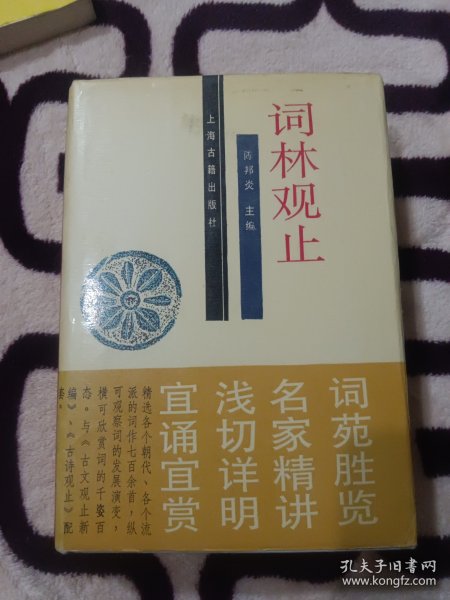 词林观止
陈邦炎 主编
上海古籍出版社
词苑胜览
名家精讲
浅切详明
宜诵宜赏
精选各个朝代、各个流
派的词作七百余首，纵
可观察词的发展演变，
横可欣赏词的千姿百
态。与《古文观止新
编》、《古诗观止》配
套。
孔夫子旧书网
www.kongfz.com